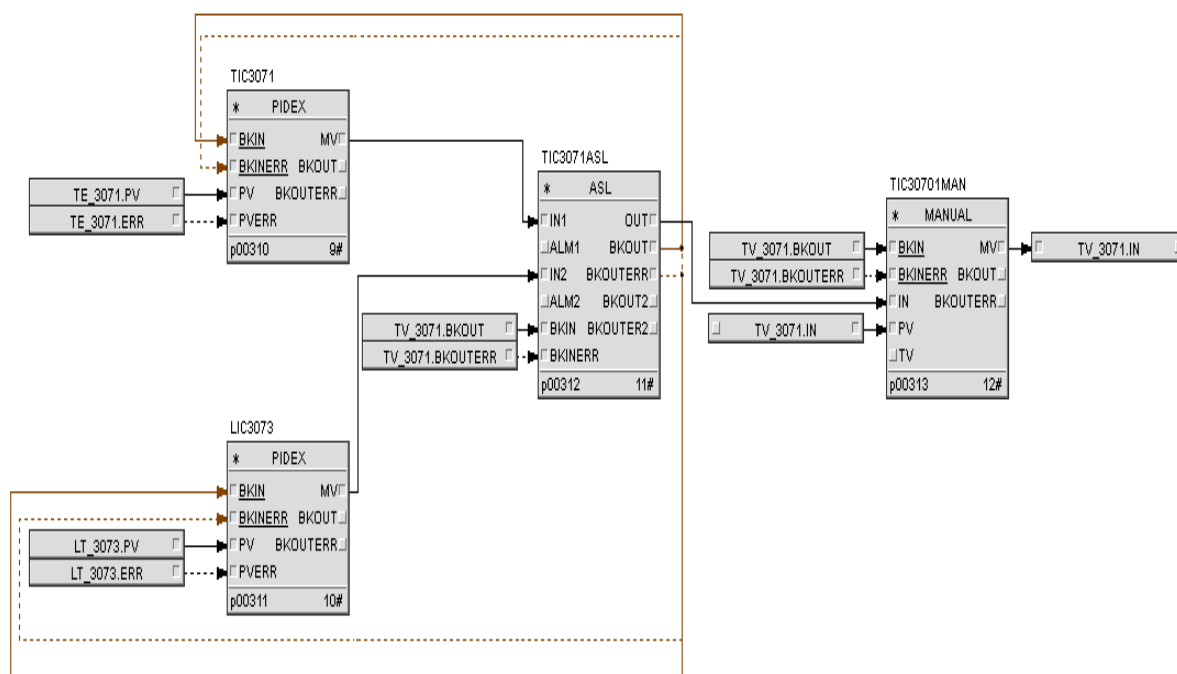 TIC3071
* PIDEX
BKIN MV
BKINERR BKOUT
PV BKOUTERR
PVERR
p00310 9#
TE_3071.PV
TE_3071.ERR
TIC3071ASL
* ASL
IN1 OUT
ALM1 BKOUT
IN2 BKOUTERR
ALM2 BKOUT2
BKIN BKOUTER2
BKINERR
p00312 11#
TV_3071.BKOUT
TV_3071.BKOUTERR
TIC30701MAN
* MANUAL
BKIN MV
BKINERR BKOUT
IN BKOUTERR
PV
TV
p00313 12#
TV_3071.BKOUT
TV_3071.BKOUTERR
TV_3071.IN
TV_3071.IN
LIC3073
* PIDEX
BKIN MV
BKINERR BKOUT
PV BKOUTERR
PVERR
p00311 10#
LT_3073.PV
LT_3073.ERR